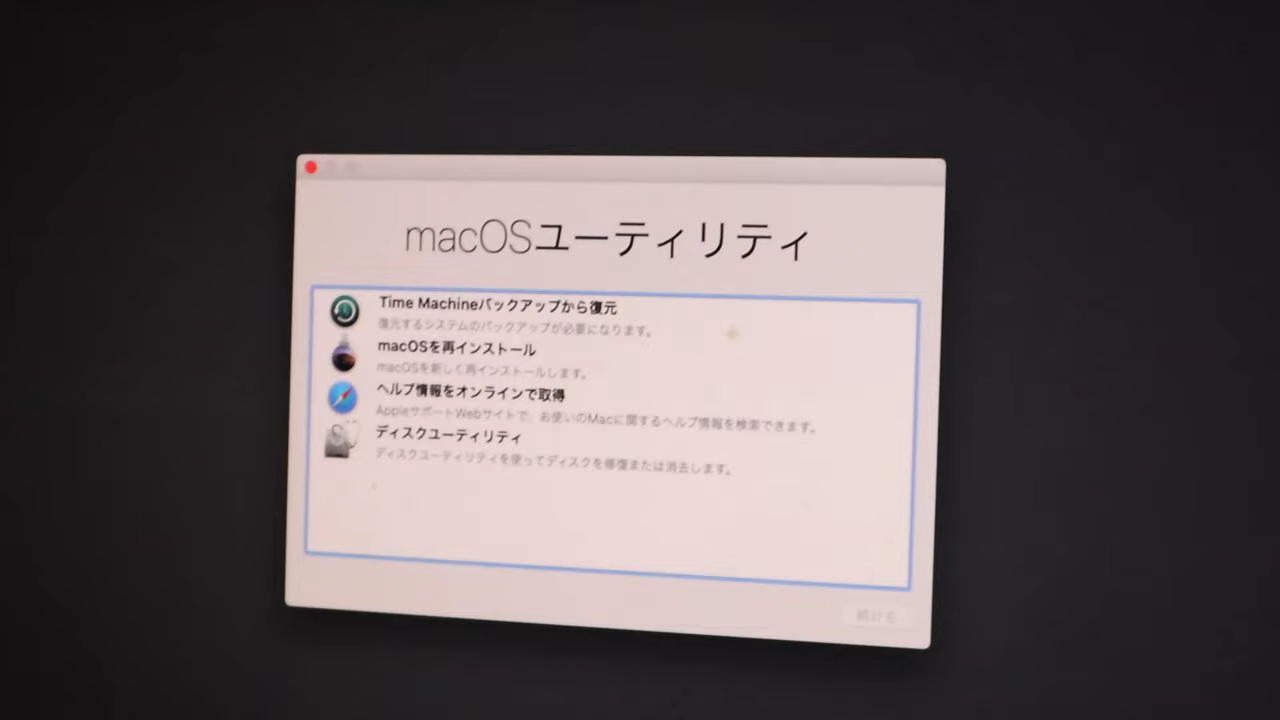 macOSユーティリティ
Time Machineバックアップから復元
復元するシステムのバックアップが必要になります。
macOSを再インストール
macOSを新しく再インストールします。
ヘルプ情報をオンラインで取得
AppleサポートWebサイトで、お使いのMacに関するヘルプ情報を検索できます。
ディスクユーティリティ
ディスクユーティリティを使ってディスクを修復または消去します。
続ける